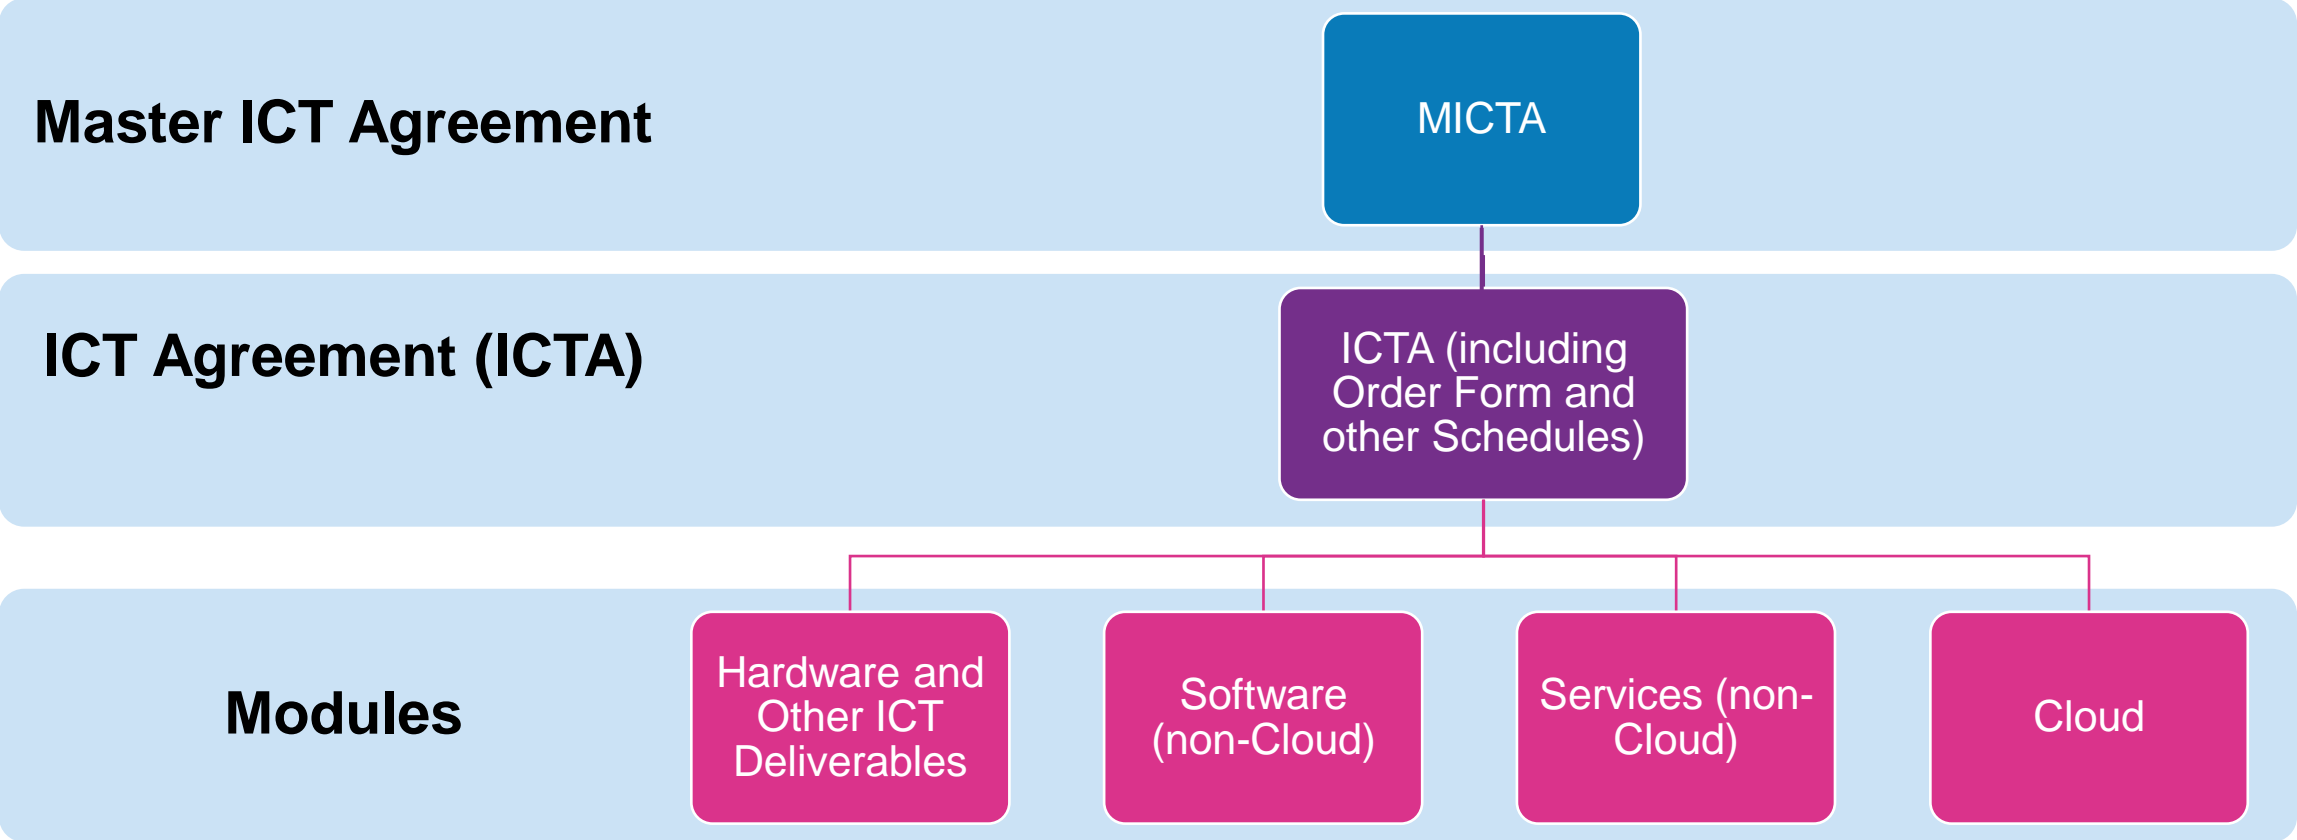 Master ICT Agreement
MICTA
ICT Agreement (ICTA)
ICTA (including
Order Form and
other Schedules)
Modules
Hardware and
Other ICT
Deliverables
Software
(non-Cloud)
Services (non-
Cloud)
Cloud